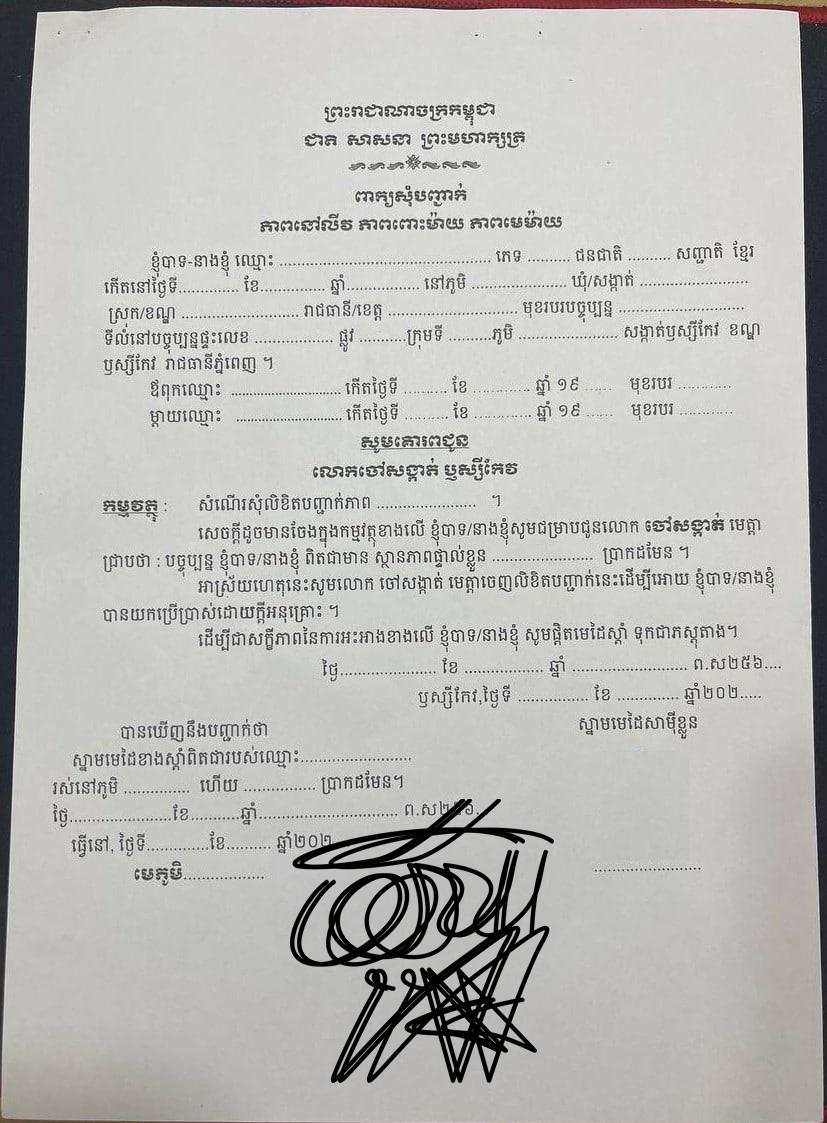 ព្រះរាជាណាចក្រកម្ពុជា
ជាតិ សាសនា ព្រះមហាក្សត្រ
ពាក្យសុំបញ្ជាក់
ភាពនៅលីវ ភាពពោះម៉ាយ ភាពមេម៉ាយ
ខ្ញុំបាទ-នាងខ្ញុំ ឈ្មោះ .................................................. ភេទ .......... ជនជាតិ .......... សញ្ជាតិ ខ្មែរ
កើតនៅថ្ងៃទី.............. ខែ............... ឆ្នាំ................. នៅភូមិ ...................... ឃុំ/សង្កាត់ .........................
ស្រុក/ខណ្ឌ ........................... រាជធានី/ខេត្ត .............................. មុខរបរបច្ចុប្បន្ន .............................
ទីលំនៅបច្ចុប្បន្នផ្ទះលេខ .................. ផ្លូវ ...........ក្រុមទី ..........ភូមិ ....................... សង្កាត់ឫស្សីកែវ ខណ្ឌ
ឫស្សីកែវ រាជធានីភ្នំពេញ ។
ឪពុកឈ្មោះ .......................... កើតថ្ងៃទី .......... ខែ ............. ឆ្នាំ ១៩ ...... មុខរបរ ............
ម្តាយឈ្មោះ ......................... កើតថ្ងៃទី .......... ខែ ............. ឆ្នាំ ១៩ ...... មុខរបរ ............
សូមគោរពជូន
លោកចៅសង្កាត់ ឫស្សីកែវ
កម្មវត្ថុ : សំណើរសុំលិខិតបញ្ជាក់ភាព ....................... ។
សេចក្តីដូចមានចែងក្នុងកម្មវត្ថុខាងលើ ខ្ញុំបាទ/នាងខ្ញុំសូមជម្រាបជូនលោក ចៅសង្កាត់ មេត្តា
ជ្រាបថា : បច្ចុប្បន្ន ខ្ញុំបាទ/នាងខ្ញុំ ពិតជាមាន ស្ថានភាពផ្ទាល់ខ្លួន ....................... ប្រាកដមែន ។
អាស្រ័យហេតុនេះសូមលោក ចៅសង្កាត់ មេត្តាចេញលិខិតបញ្ជាក់នេះដើម្បីអោយ ខ្ញុំបាទ/នាងខ្ញុំ
បានយកប្រើប្រាស់ដោយក្តីអនុគ្រោះ ។
ដើម្បីជាសក្ខីភាពនៃការអះអាងខាងលើ ខ្ញុំបាទ/នាងខ្ញុំ សូមផ្តិតមេដៃស្តាំ ទុកជាភស្តុតាង។
ថ្ងៃ...................... ខែ .................. ឆ្នាំ ........................... ព.ស២៥៦....
ឫស្សីកែវ,ថ្ងៃទី ................ ខែ .............. ឆ្នាំ២០២.....
បានឃើញនឹងបញ្ជាក់ថា
ស្នាមមេដៃសាម៉ីខ្លួន
ស្នាមមេដៃខាងស្តាំពិតជារបស់ឈ្មោះ.........................
រស់នៅភូមិ ............... ហើយ ................ ប្រាកដមែន។
ថ្ងៃ.......................ខែ...........ឆ្នាំ............................... ព.ស២៥៦..
ធ្វើនៅ, ថ្ងៃទី..............ខែ.......... ឆ្នាំ២០២
មេភូមិ..................
........................